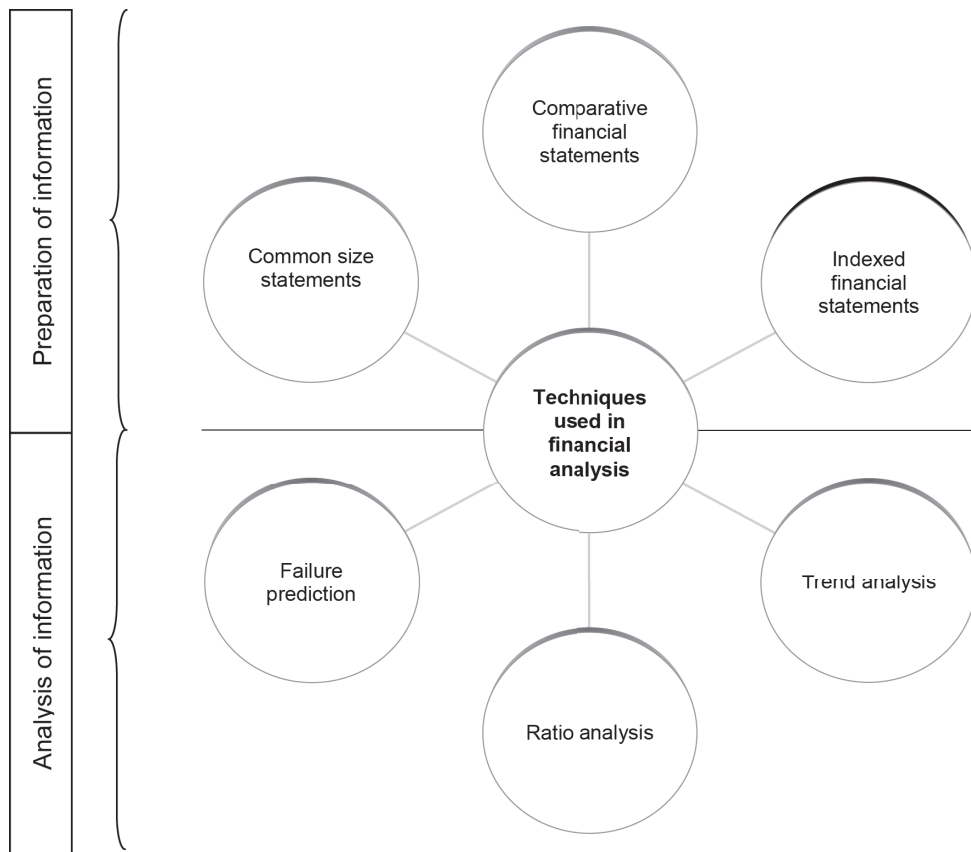 Preparation of information
Comparative
financial
statements
Common size
statements
Indexed
financial
statements
Techniques
used in
financial
analysis
Analysis of information
Failure
prediction
Trend analysis
Ratio analysis